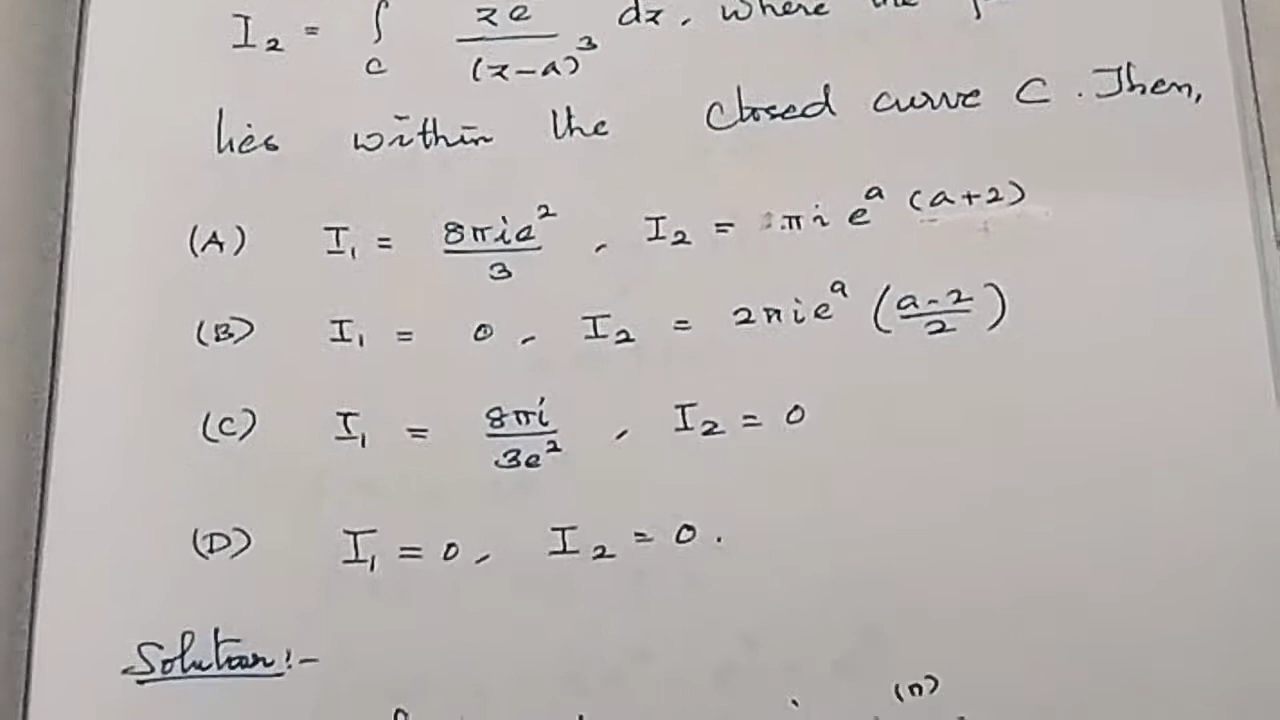 I₂ = ∫_C ze/(z-a)³ dz, where the
lies within the closed curve C. Then,
(A) I₁ = 8πie²/3 , I₂ = πi eᵃ (a+2)
(B) I₁ = 0 , I₂ = 2πieᵃ ((a-2)/2)
(C) I₁ = 8πi/3e² , I₂ = 0
(D) I₁ = 0, I₂ = 0.
Solution:-
(n)